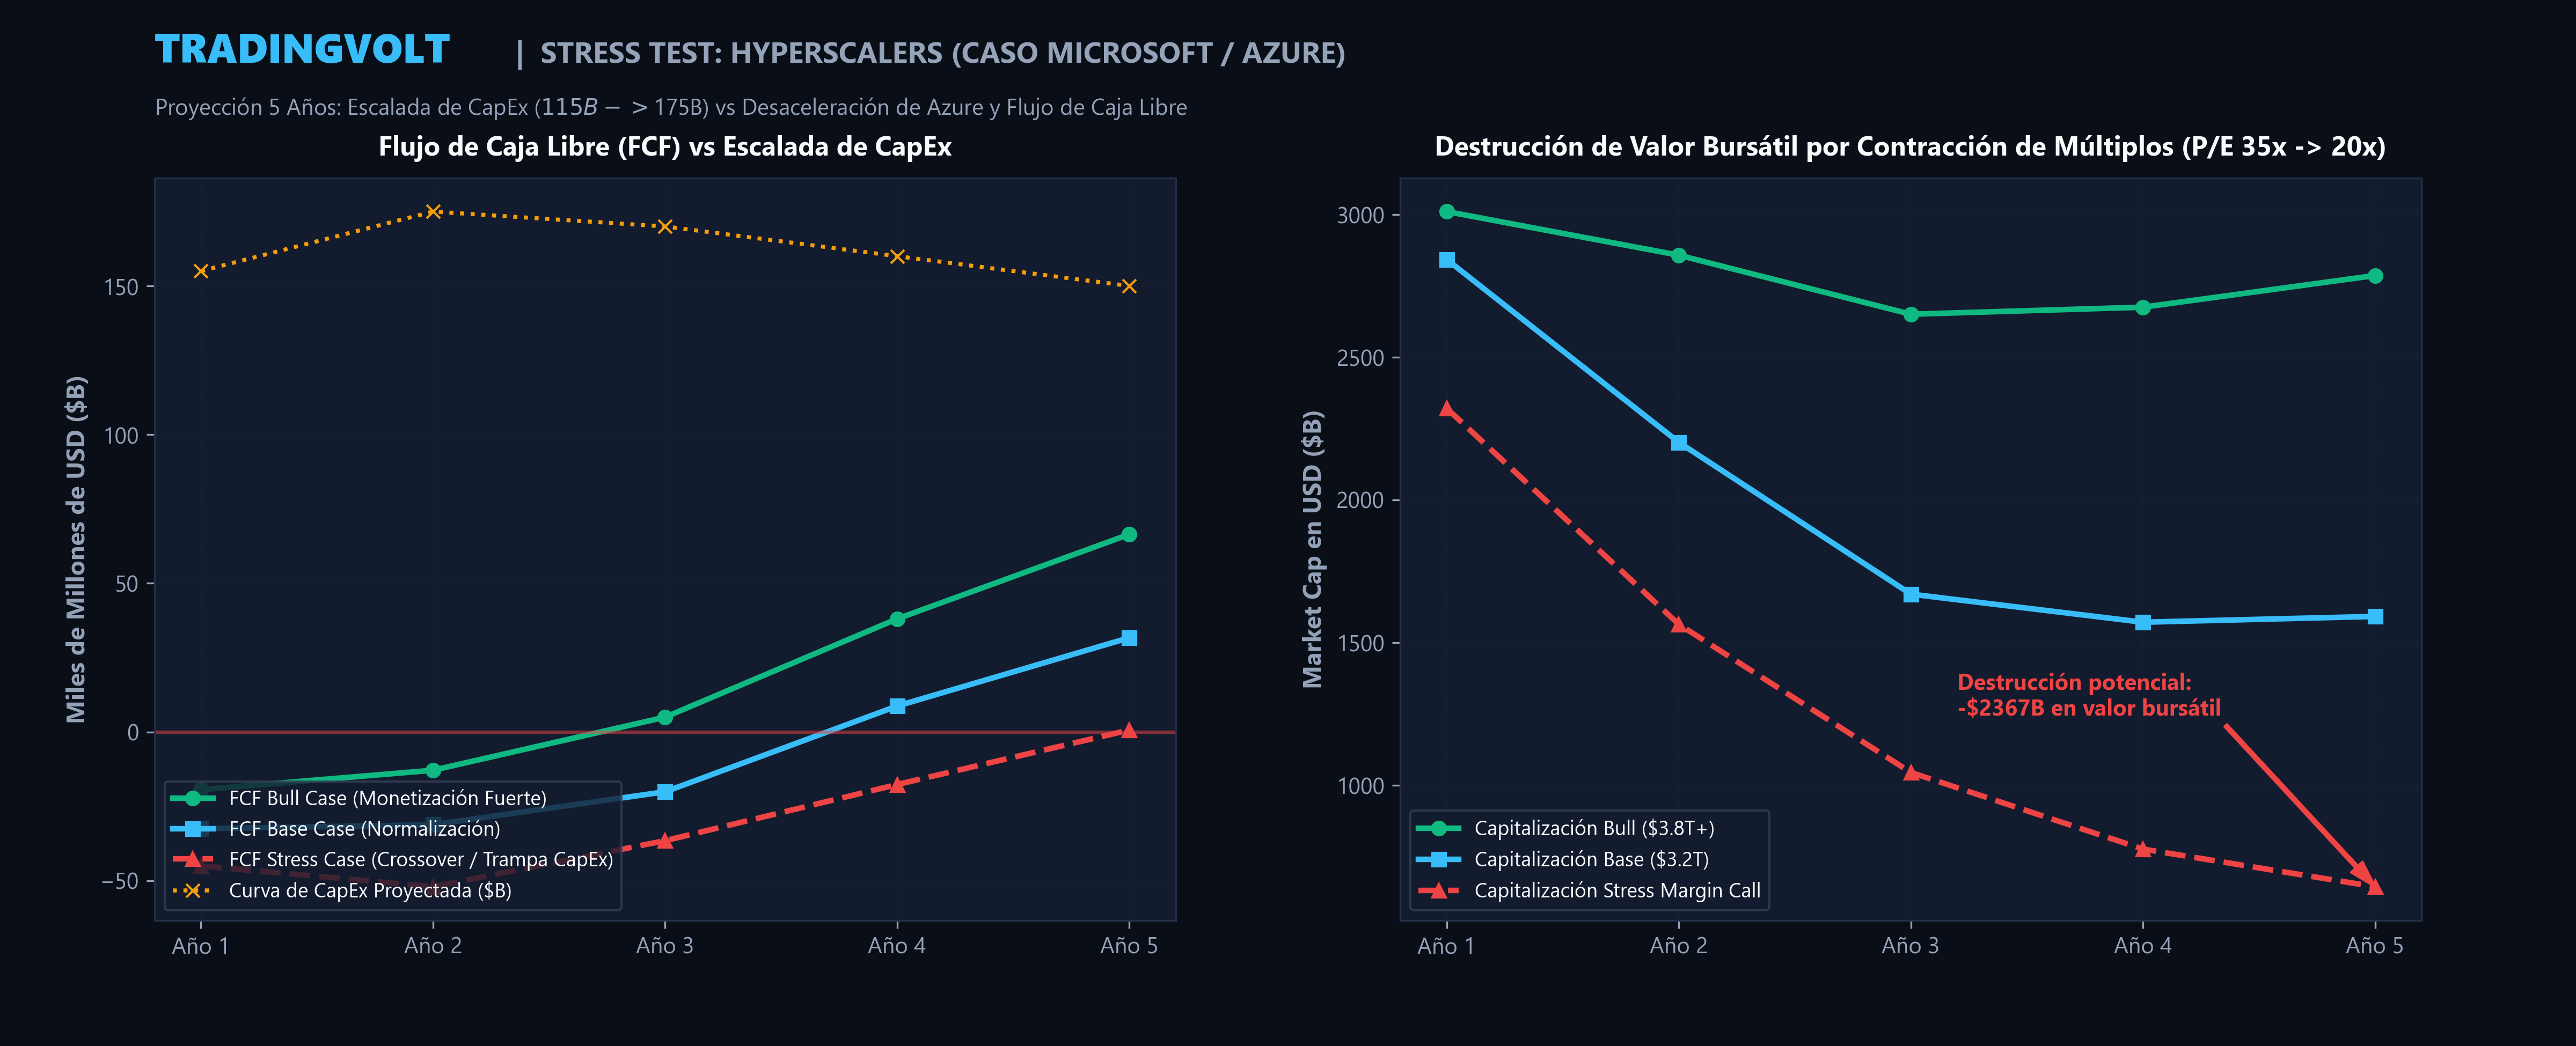 TRADINGVOLT | STRESS TEST: HYPERSCALERS (CASO MICROSOFT / AZURE)
Proyección 5 Años: Escalada de CapEx (115B − > 175B) vs Desaceleración de Azure y Flujo de Caja Libre
Flujo de Caja Libre (FCF) vs Escalada de CapEx
Miles de Millones de USD ($B)
150
100
50
0
−50
FCF Bull Case (Monetización Fuerte)
FCF Base Case (Normalización)
FCF Stress Case (Crossover / Trampa CapEx)
Curva de CapEx Proyectada ($B)
Año 1
Año 2
Año 3
Año 4
Año 5
Destrucción de Valor Bursátil por Contracción de Múltiplos (P/E 35x -> 20x)
Market Cap en USD ($B)
3000
2500
2000
1500
1000
Destrucción potencial:
-$2367B en valor bursátil
Capitalización Bull ($3.8T+)
Capitalización Base ($3.2T)
Capitalización Stress Margin Call
Año 1
Año 2
Año 3
Año 4
Año 5